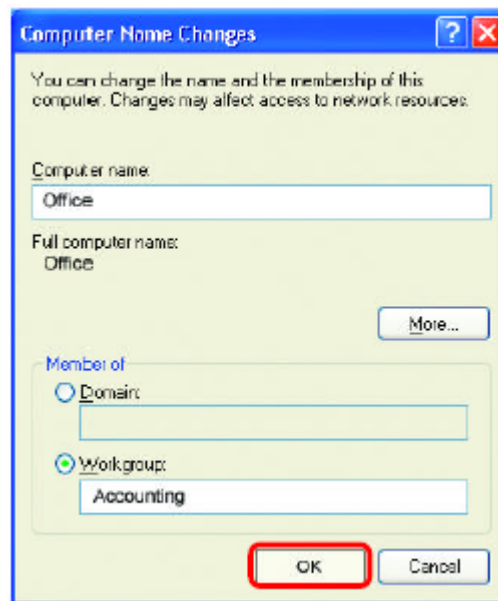 Computer Name Changes
You can change the name and the membership of this
computer. Changes may affect access to network resources.
Computer name:
Office
Full computer name:
Office
More...
Member of
Domain:
Workgroup:
Accounting
OK Cancel